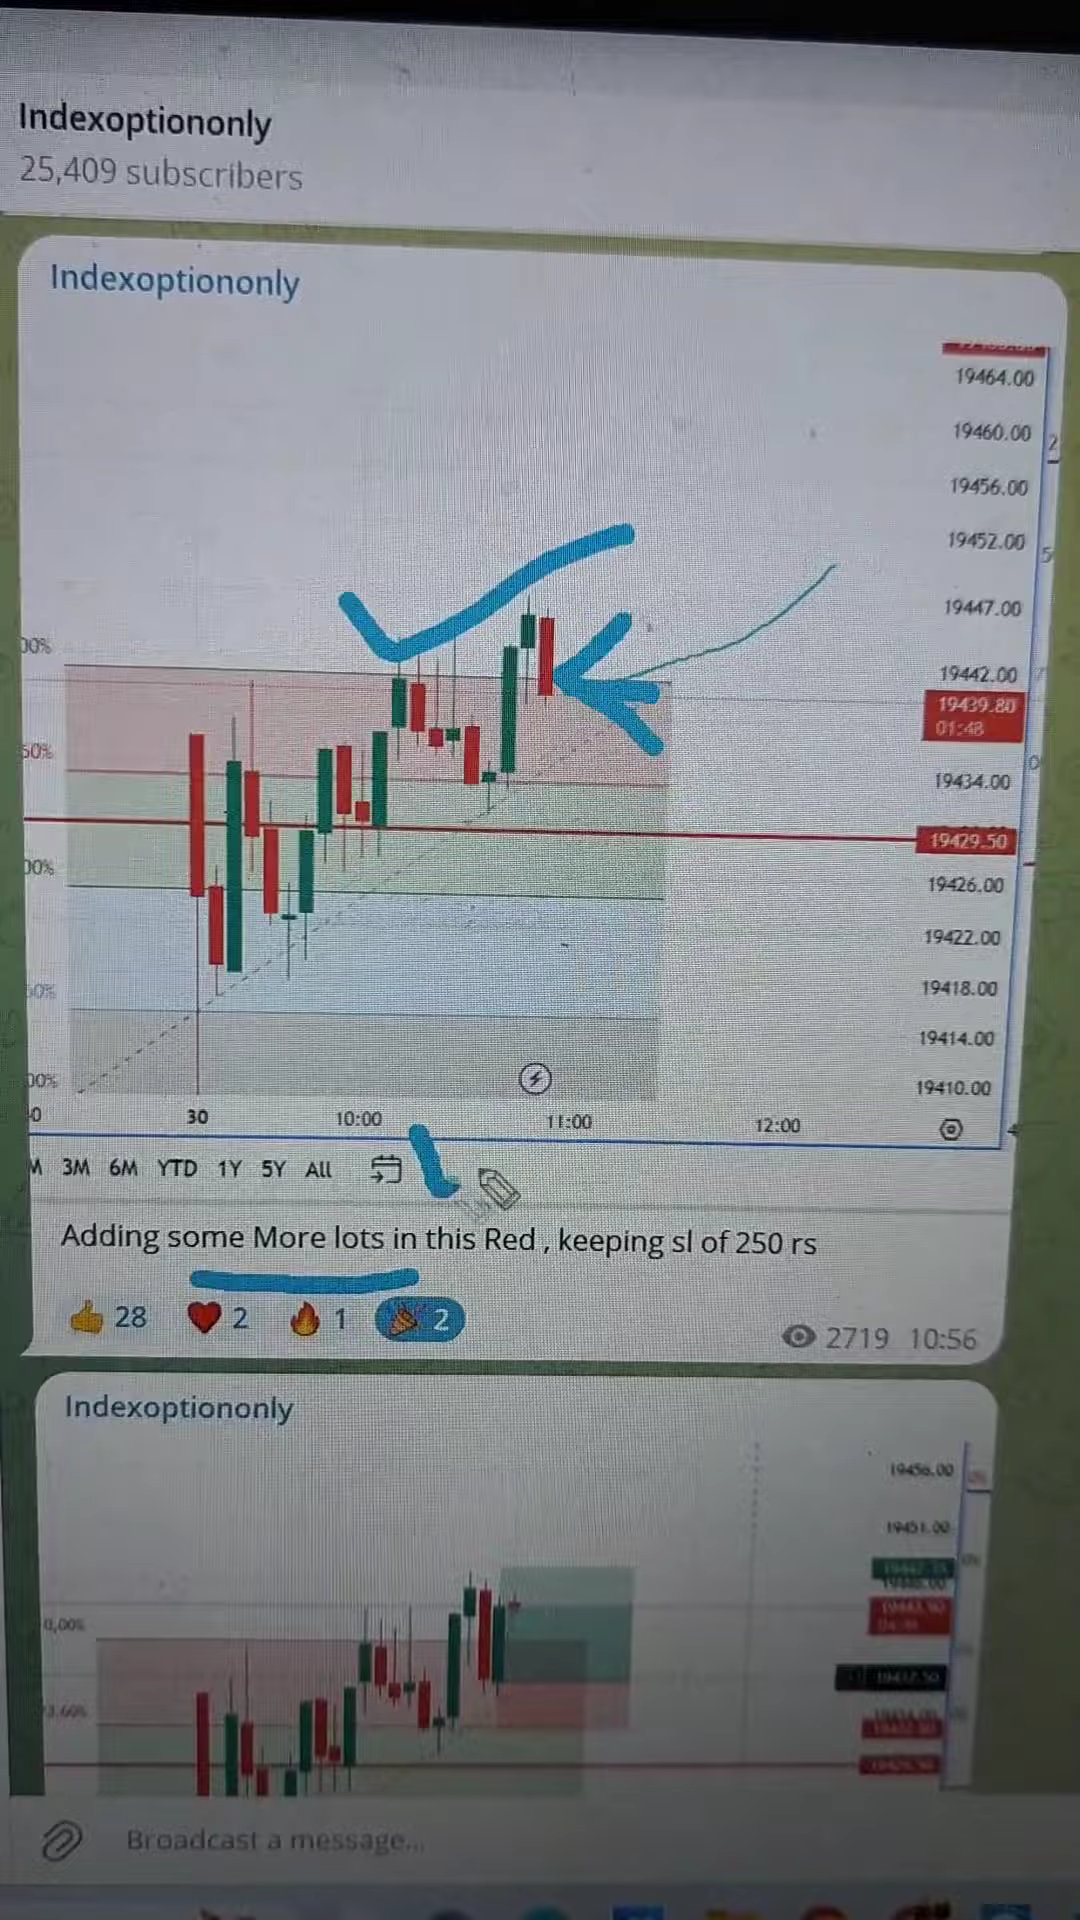 Indexoptiononly
25,409 subscribers
Indexoptiononly
19464.00
19460.00
19456.00
19452.00
19447.00
19442.00
19439.80
01:48
19434.00
19429.50
19426.00
19422.00
19418.00
19414.00
19410.00
30
10:00
11:00
12:00
3M 6M YTD 1Y 5Y All
Adding some More lots in this Red , keeping sl of 250 rs
28 2 1 2
2719 10:56
Indexoptiononly
19456.00
19451.00
0,00%
Broadcast a message...